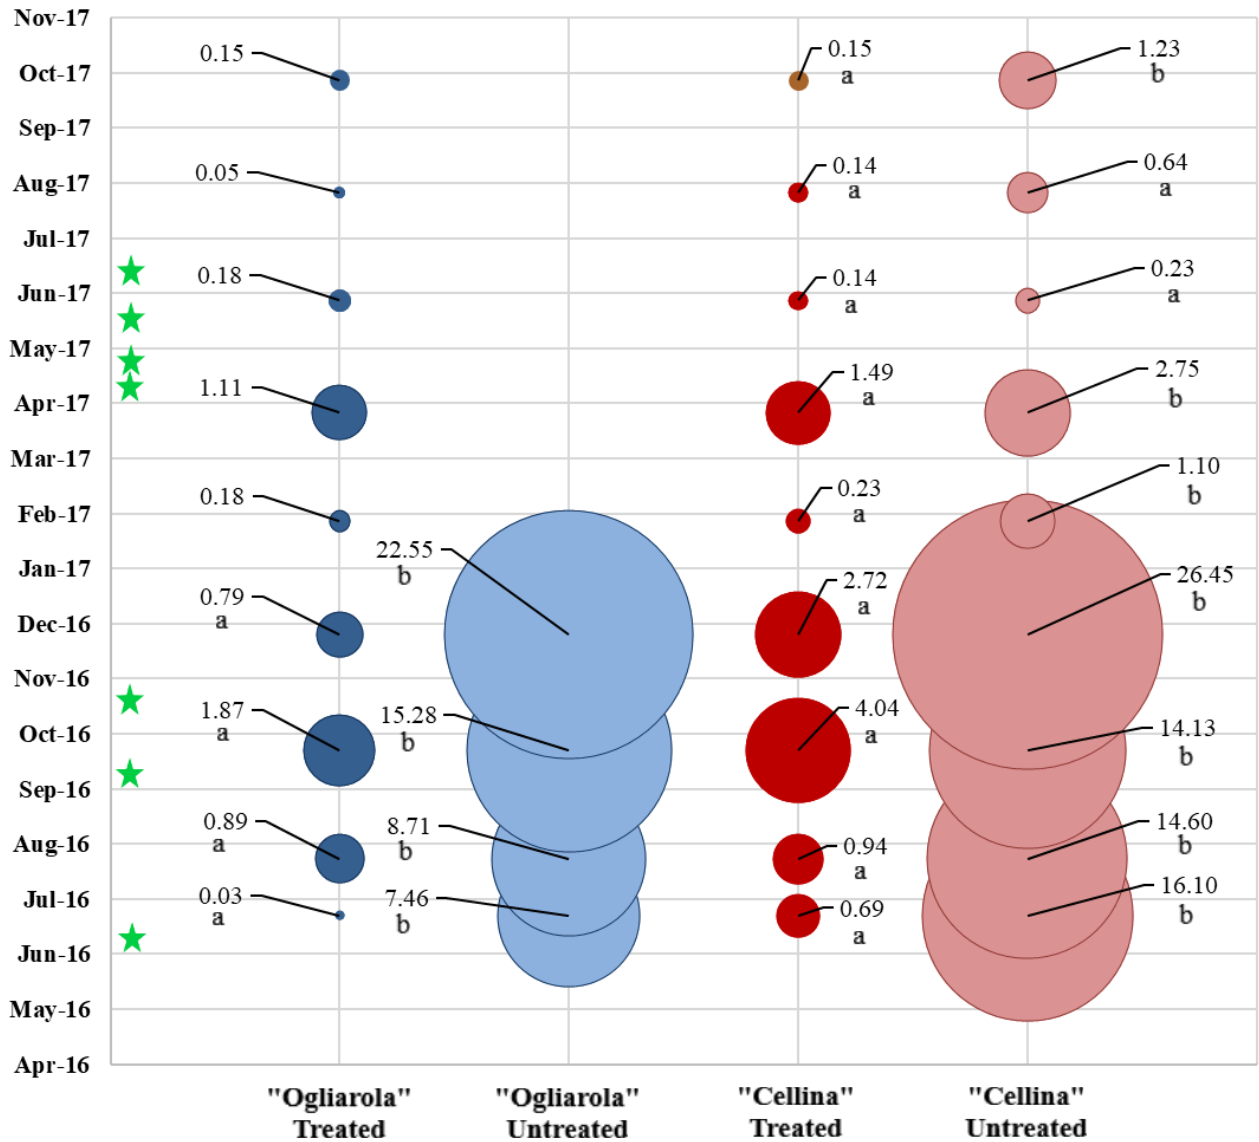 Nov-17
0.15
0.15
a
1.23
b
Oct-17
Sep-17
0.05
0.14
a
0.64
a
Aug-17
Jul-17
0.18
0.14
a
0.23
a
Jun-17
May-17
1.11
1.49
a
2.75
b
Apr-17
Mar-17
0.18
0.23
a
1.10
b
Feb-17
22.55
b
Jan-17
0.79
a
2.72
a
26.45
b
Dec-16
Nov-16
1.87
a
15.28
b
4.04
a
14.13
b
Oct-16
Sep-16
0.89
a
8.71
b
0.94
a
14.60
b
Aug-16
0.03
a
7.46
b
0.69
a
16.10
b
Jul-16
Jun-16
May-16
Apr-16
"Ogliarola"
Treated
"Ogliarola"
Untreated
"Cellina"
Treated
"Cellina"
Untreated